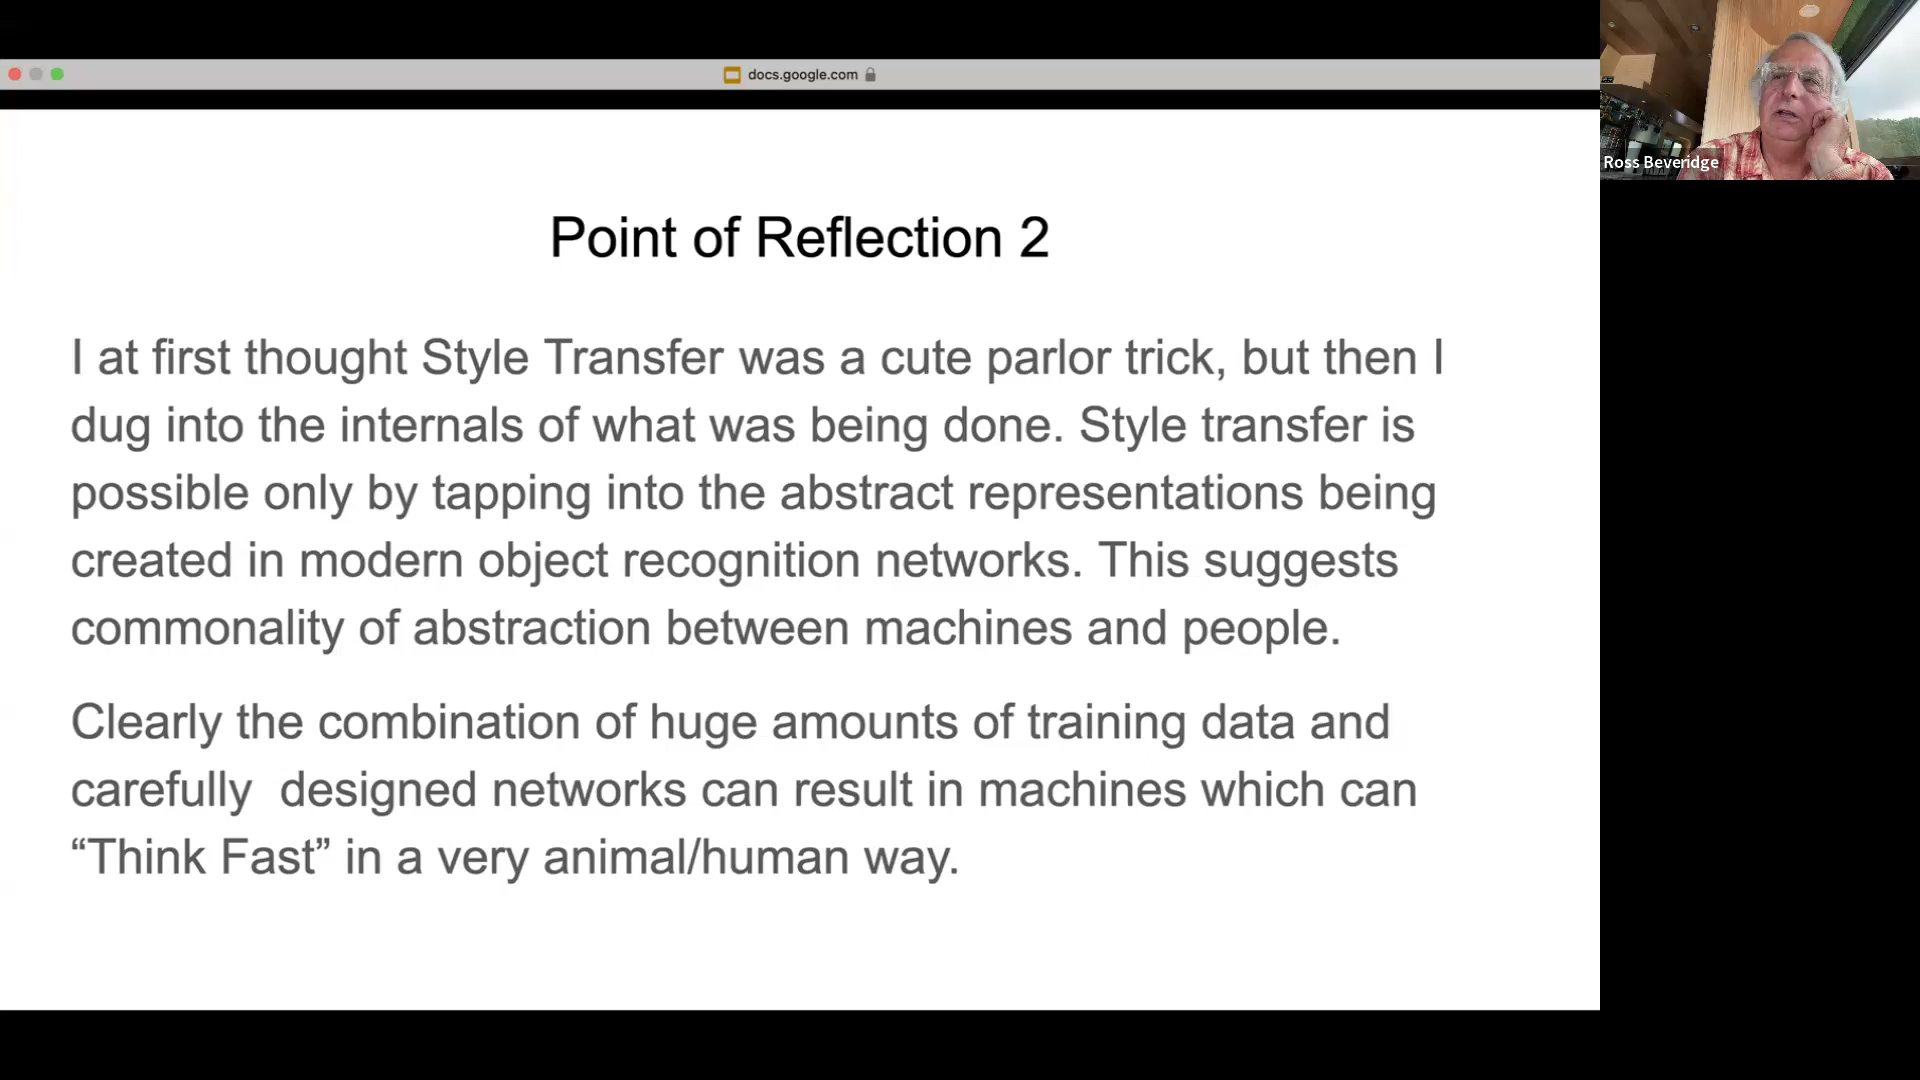 docs.google.com
Ross Beveridge
Point of Reflection 2
I at first thought Style Transfer was a cute parlor trick, but then I
dug into the internals of what was being done. Style transfer is
possible only by tapping into the abstract representations being
created in modern object recognition networks. This suggests
commonality of abstraction between machines and people.
Clearly the combination of huge amounts of training data and
carefully  designed networks can result in machines which can
“Think Fast” in a very animal/human way.